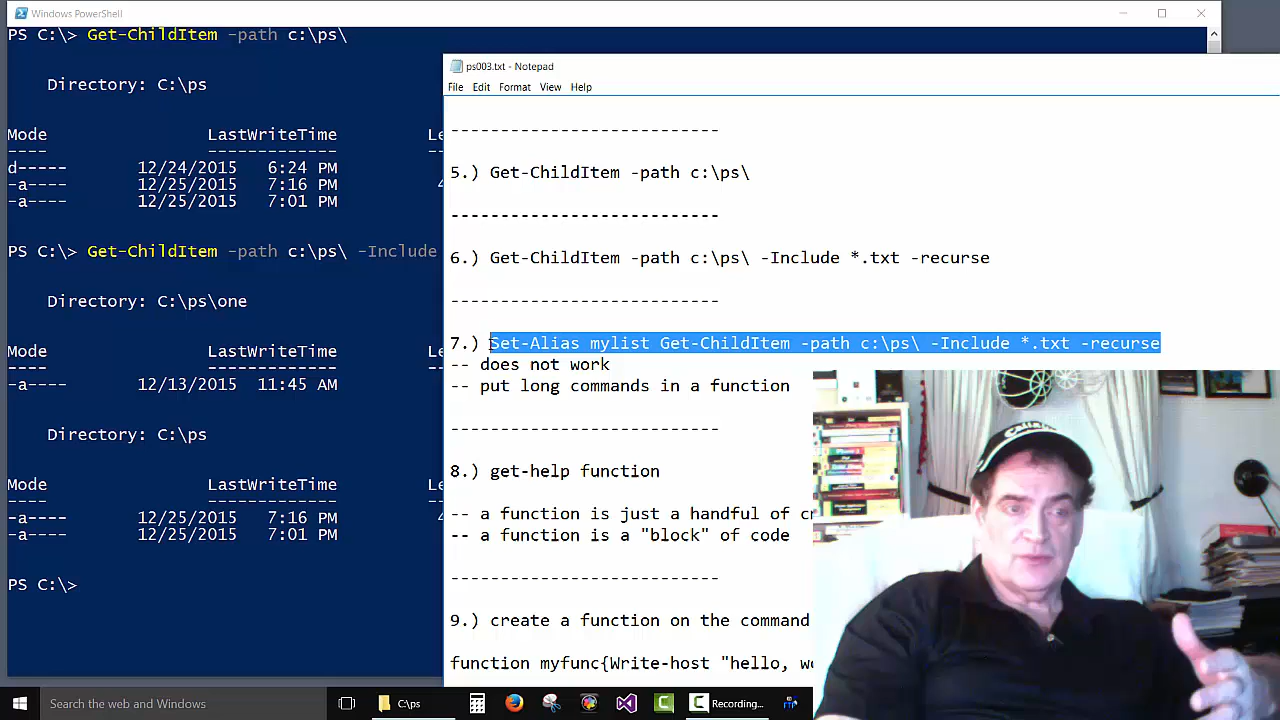 Windows PowerShell
PS C:\> Get-ChildItem -path c:\ps\
Directory: C:\ps
Mode LastWriteTime
---- -------------
d----- 12/24/2015 6:24 PM
-a---- 12/25/2015 7:16 PM
-a---- 12/25/2015 7:01 PM
PS C:\> Get-ChildItem -path c:\ps\ -Include
Directory: C:\ps\one
Mode LastWriteTime
---- -------------
-a---- 12/13/2015 11:45 AM
Directory: C:\ps
Mode LastWriteTime
---- -------------
-a---- 12/25/2015 7:16 PM
-a---- 12/25/2015 7:01 PM
PS C:\>
ps003.txt - Notepad
File Edit Format View Help
---------------------------
5.) Get-ChildItem -path c:\ps\
---------------------------
6.) Get-ChildItem -path c:\ps\ -Include *.txt -recurse
---------------------------
7.) Set-Alias mylist Get-ChildItem -path c:\ps\ -Include *.txt -recurse
-- does not work
-- put long commands in a function
---------------------------
8.) get-help function
-- a function is just a handful of
-- a function is a "block" of code
---------------------------
9.) create a function on the command
function myfunc{Write-host "hello,
Search the web and Windows
C:\ps
Recording...